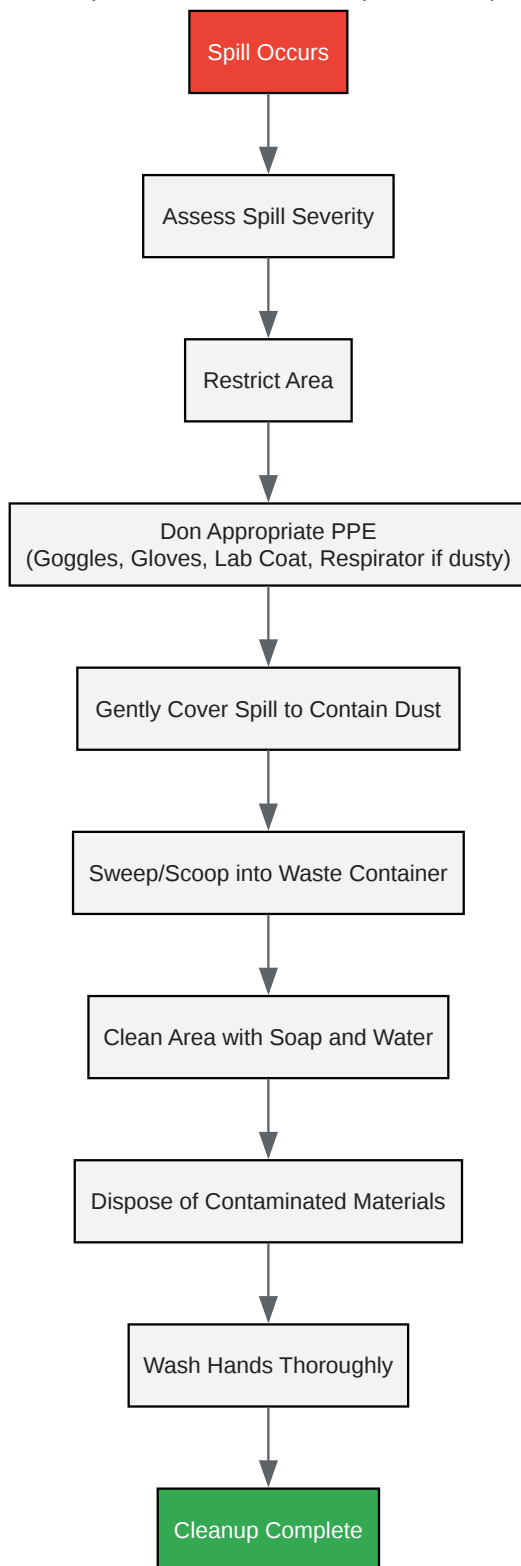 Spill Occurs
Assess Spill Severity
Restrict Area
Don Appropriate PPE
(Goggles, Gloves, Lab Coat, Respirator if dusty)
Gently Cover Spill to Contain Dust
Sweep/Scoop into Waste Container
Clean Area with Soap and Water
Dispose of Contaminated Materials
Wash Hands Thoroughly
Cleanup Complete